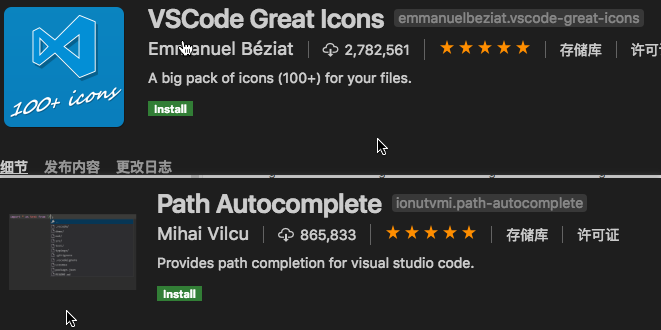 VSCode Great Icons emmanuelbeziat.vscode-great-icons
Emmanuel Béziat 2,782,561 存储库 许可
A big pack of icons (100+) for your files.
100+ icons
Install
细节 发布内容 更改日志
Path Autocomplete ionutvmi.path-autocomplete
Mihai Vilcu 865,833 存储库 许可证
Provides path completion for visual studio code.
Install